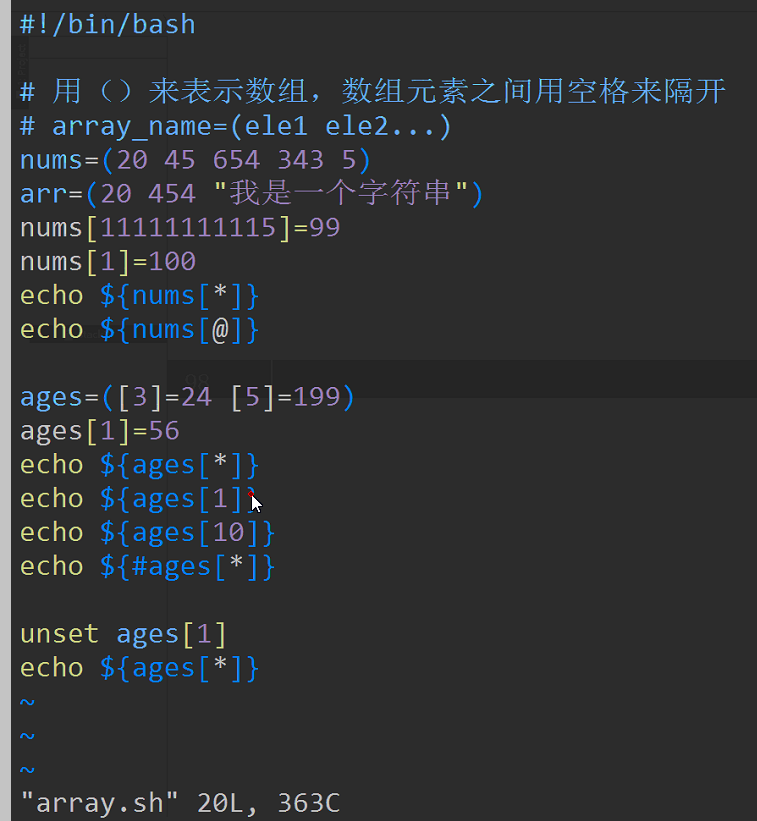 #!/bin/bash
# 用（）来表示数组，数组元素之间用空格来隔开
# array_name=(ele1 ele2...)
nums=(20 45 654 343 5)
arr=(20 454 "我是一个字符串")
nums[11111111115]=99
nums[1]=100
echo ${nums[*]}
echo ${nums[@]}
ages=([3]=24 [5]=199)
ages[1]=56
echo ${ages[*]}
echo ${ages[1]}
echo ${ages[10]}
echo ${#ages[*]}
unset ages[1]
echo ${ages[*]}
~
~
~
"array.sh" 20L, 363C